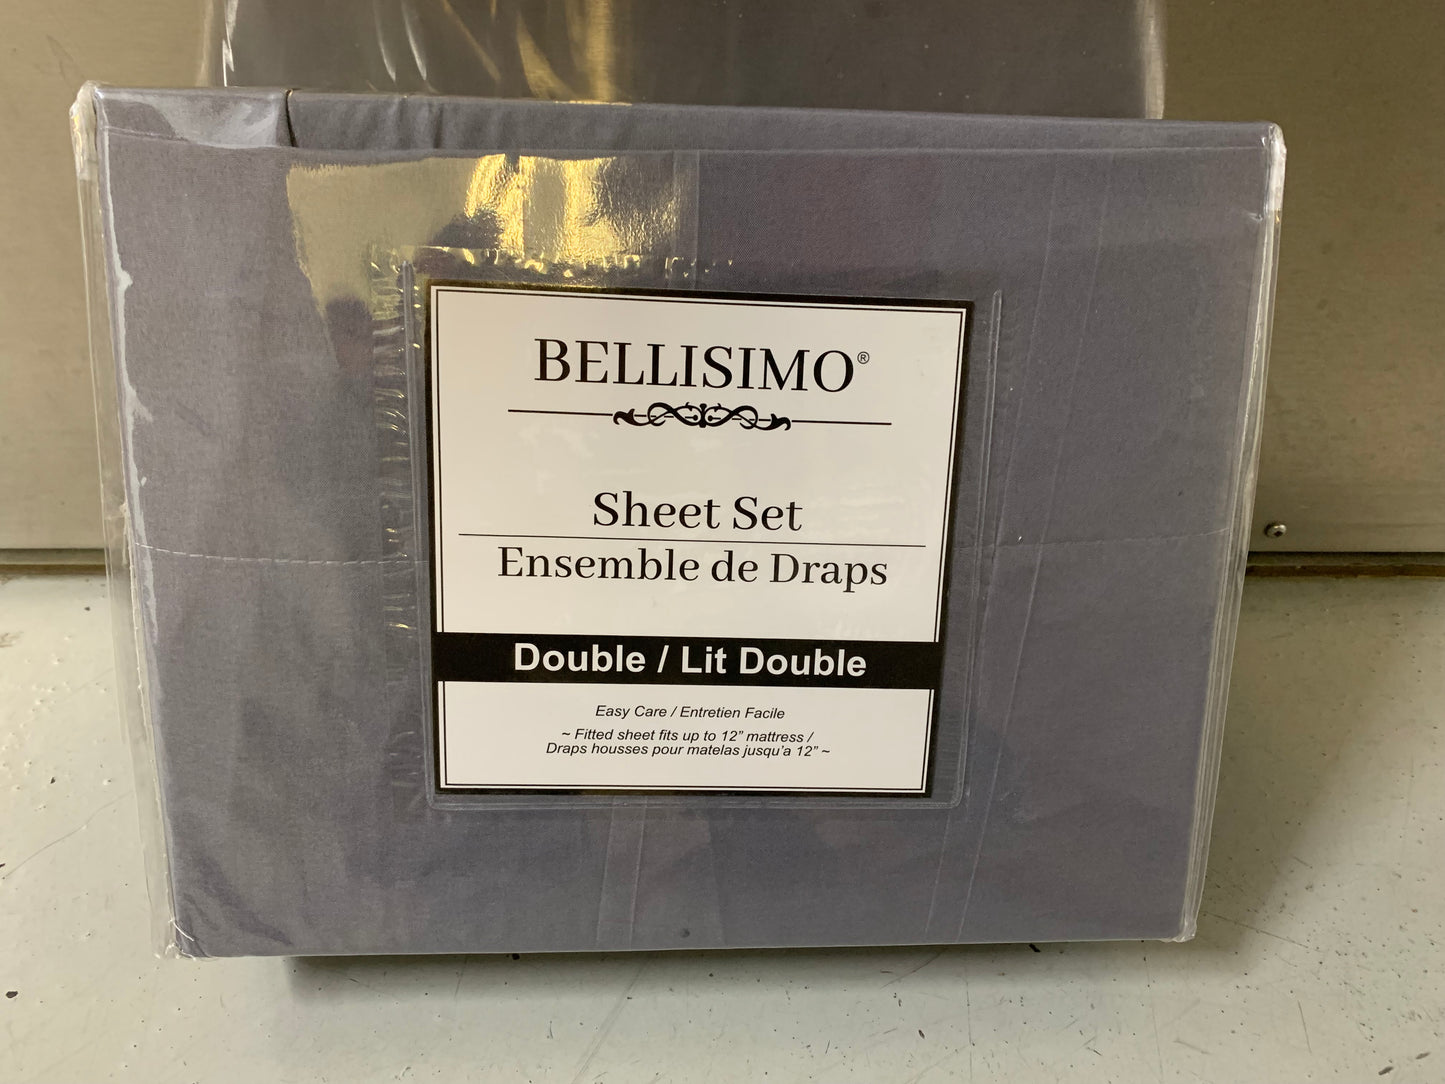 BELLISIMO®
Sheet Set
Ensemble de Draps
Double / Lit Double
Easy Care / Entretien Facile
~ Fitted sheet fits up to 12” mattress /
Draps housses pour matelas jusqu'a 12” ~